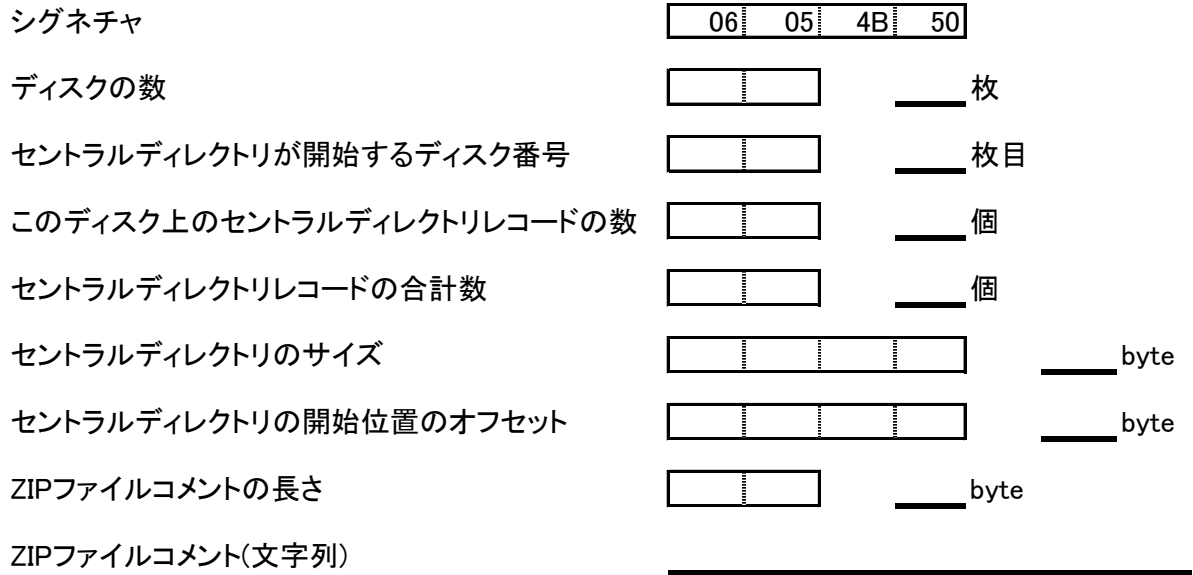 シグネチャ 06 05 4B 50
ディスクの数 枚
セントラルディレクトリが開始するディスク番号 枚目
このディスク上のセントラルディレクトリレコードの数 個
セントラルディレクトリレコードの合計数 個
セントラルディレクトリのサイズ byte
セントラルディレクトリの開始位置のオフセット byte
ZIPファイルコメントの長さ byte
ZIPファイルコメント(文字列)